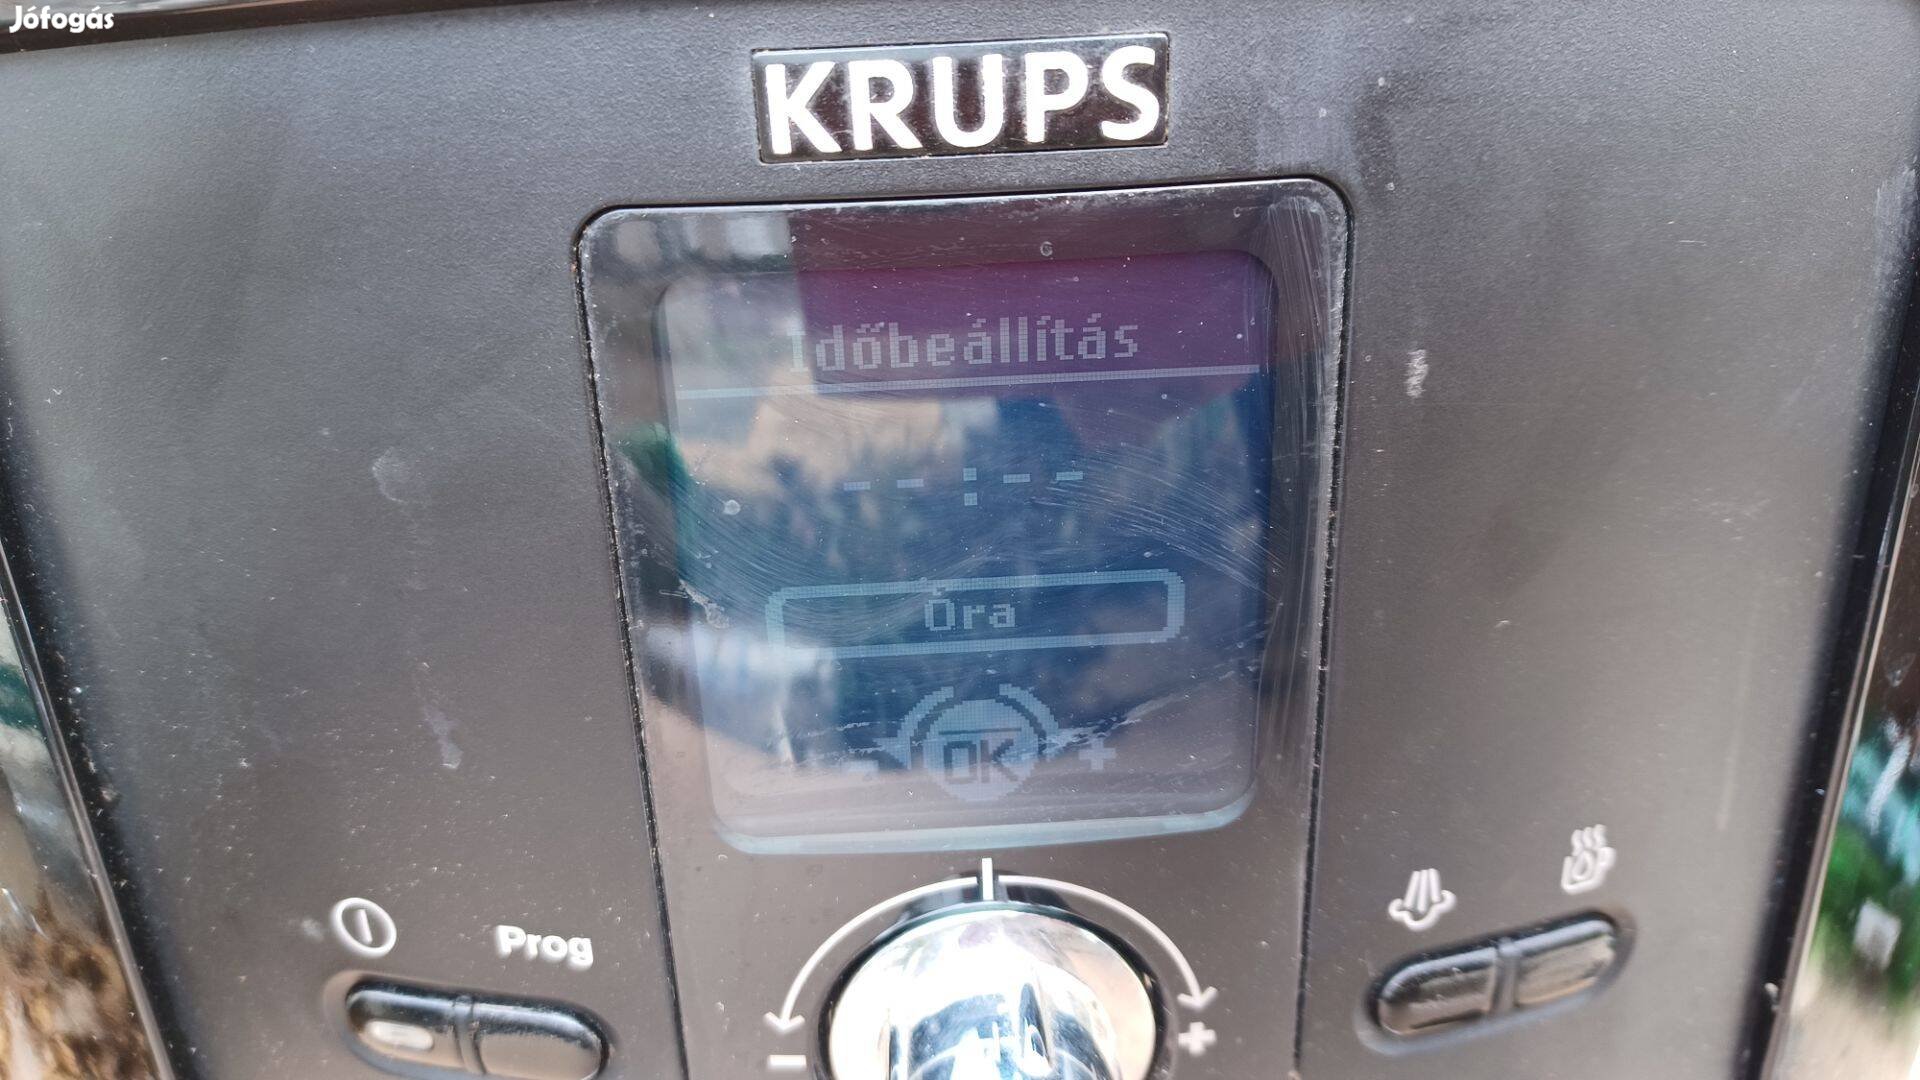 Jófogás
KRUPS
Időbeállítás
--:--
Óra
- OK +
Prog
- +